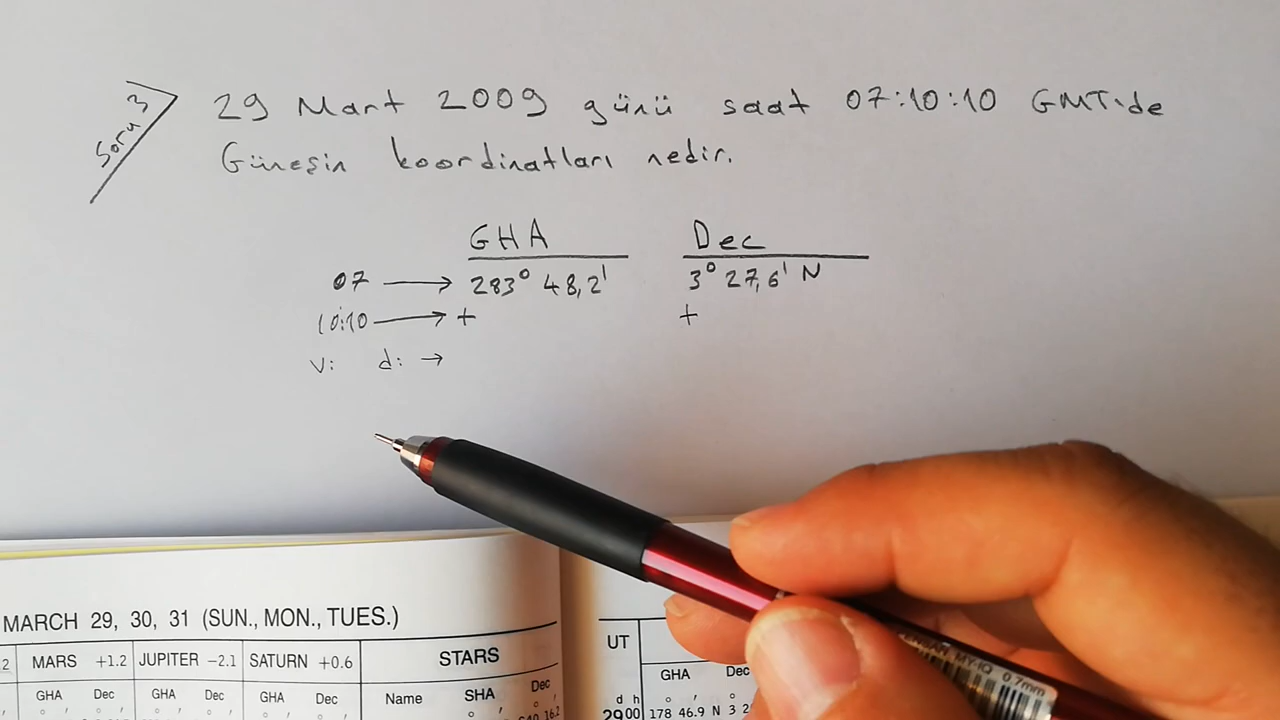 Soru 3
29 Mart 2009 günü saat 07:10:10 GMT'de
Güneşin koordinatları nedir.
GHA Dec
07 → 283° 48,2' 3° 27,6' N
10:10 → + +
v: d: →
MARCH 29, 30, 31 (SUN., MON., TUES.)
MARS +1.2 JUPITER −2.1 SATURN +0.6 STARS
GHA Dec GHA Dec GHA Dec Name SHA Dec
UT
GHA Dec
d h
29 00 178 46.9 N 3
0.7mm